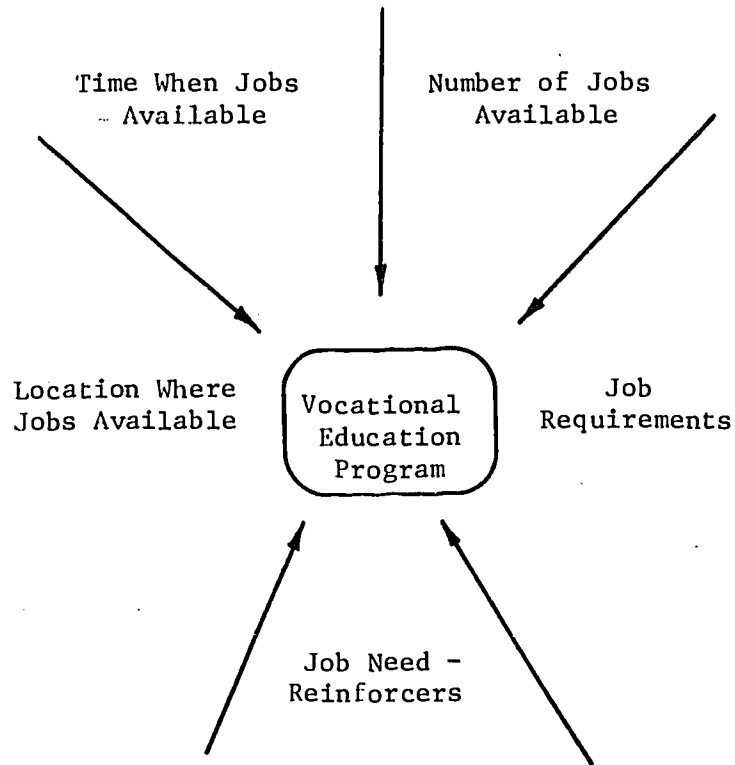 Time When Jobs
Available
Number of Jobs
Available
Location Where
Jobs Available
Vocational
Education
Program
Job
Requirements
Job Need -
Reinforcers